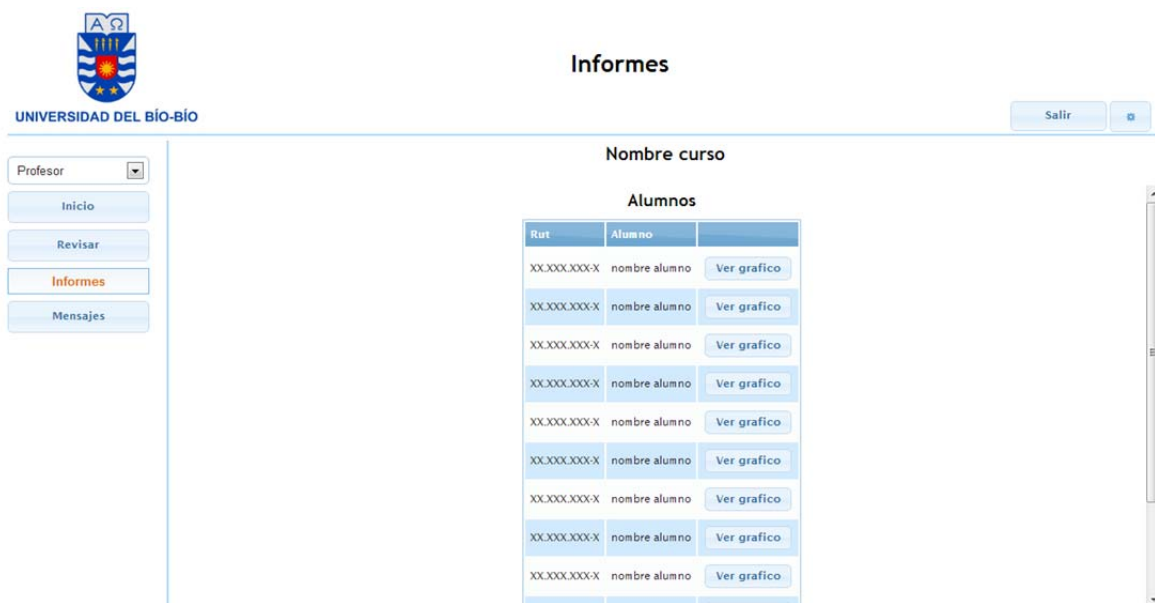 ΑΩ
Informes
UNIVERSIDAD DEL BÍO-BÍO
Salir
Profesor
Inicio
Revisar
Informes
Mensajes
Nombre curso
Alumnos
Rut Alumno
XX.XXX.XXX-X nombre alumno Ver grafico
XX.XXX.XXX-X nombre alumno Ver grafico
XX.XXX.XXX-X nombre alumno Ver grafico
XX.XXX.XXX-X nombre alumno Ver grafico
XX.XXX.XXX-X nombre alumno Ver grafico
XX.XXX.XXX-X nombre alumno Ver grafico
XX.XXX.XXX-X nombre alumno Ver grafico
XX.XXX.XXX-X nombre alumno Ver grafico
XX.XXX.XXX-X nombre alumno Ver grafico